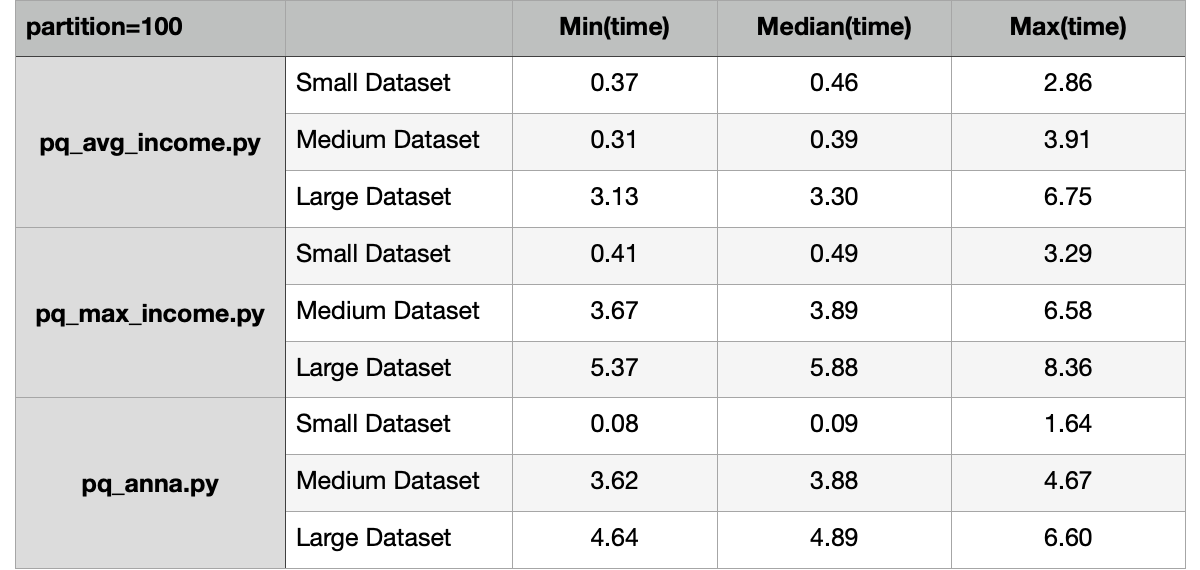 partition=100 Min(time) Median(time) Max(time)
pq_avg_income.py
Small Dataset 0.37 0.46 2.86
Medium Dataset 0.31 0.39 3.91
Large Dataset 3.13 3.30 6.75
pq_max_income.py
Small Dataset 0.41 0.49 3.29
Medium Dataset 3.67 3.89 6.58
Large Dataset 5.37 5.88 8.36
pq_anna.py
Small Dataset 0.08 0.09 1.64
Medium Dataset 3.62 3.88 4.67
Large Dataset 4.64 4.89 6.60